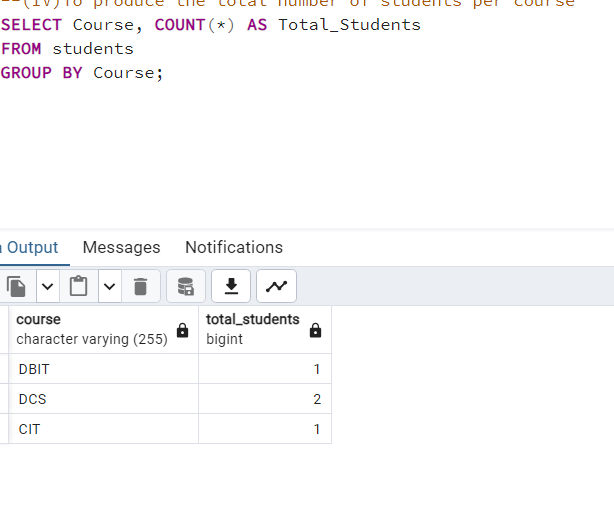 --(iv)To produce the total number of students per course
SELECT Course, COUNT(*) AS Total_Students
FROM students
GROUP BY Course;
Output
Messages
Notifications
course
character varying (255)
total_students
bigint
DBIT
1
DCS
2
CIT
1